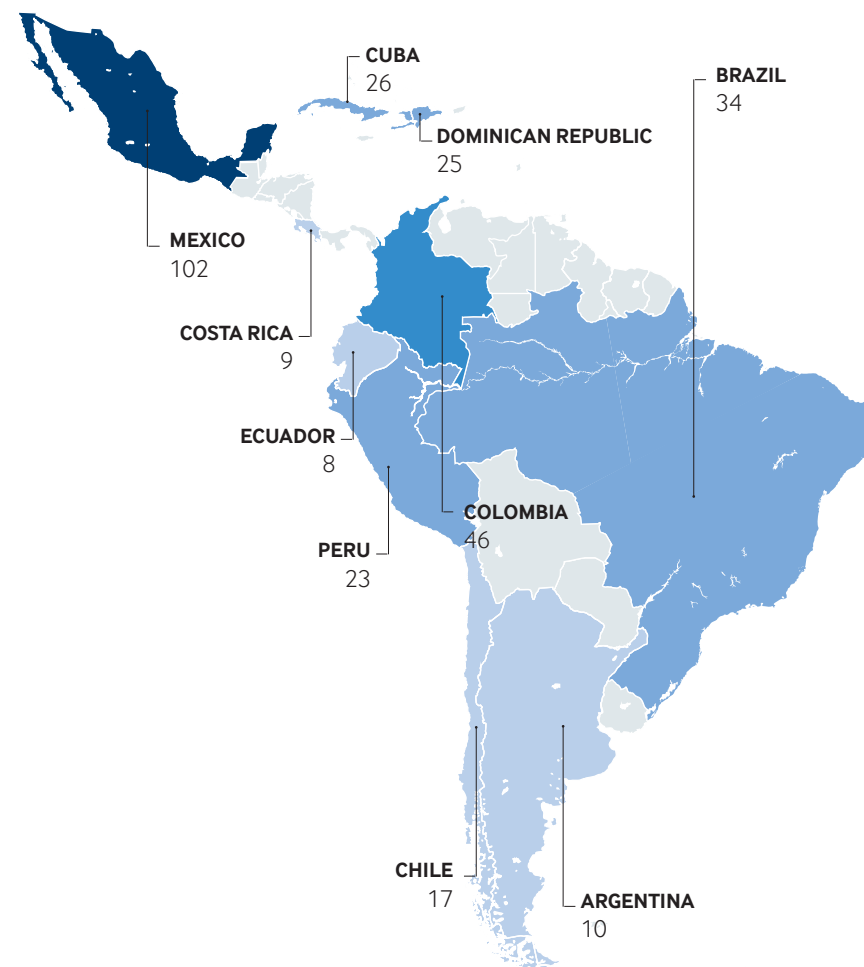 CUBA
26
BRAZIL
34
DOMINICAN REPUBLIC
25
MEXICO
102
COSTA RICA
9
ECUADOR
8
COLOMBIA
46
PERU
23
CHILE
17
ARGENTINA
10